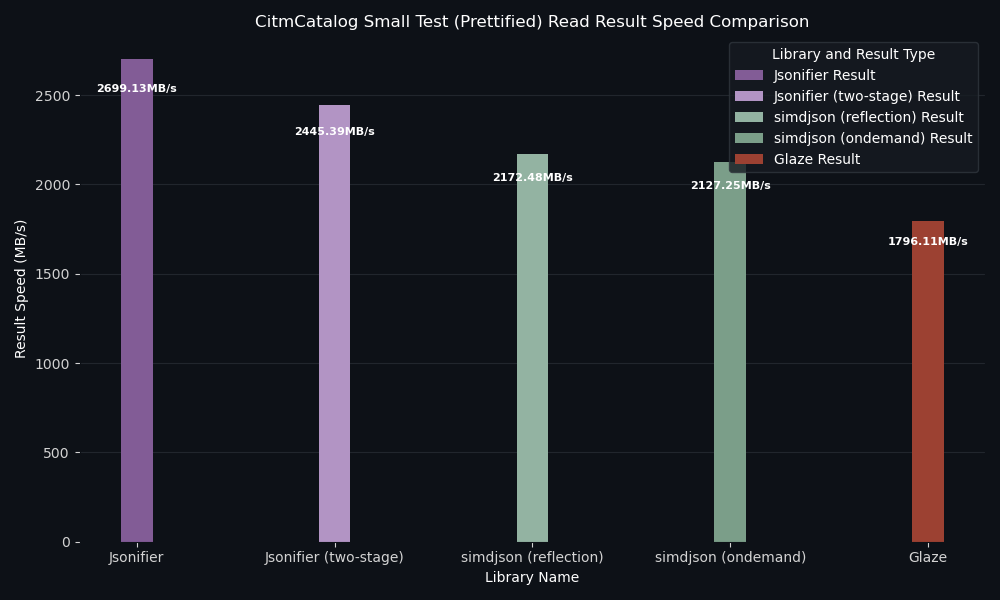 CitmCatalog Small Test (Prettified) Read Result Speed Comparison
Library and Result Type
Jsonifier Result
Jsonifier (two-stage) Result
simdjson (reflection) Result
simdjson (ondemand) Result
Glaze Result
Result Speed (MB/s)
2500
2000
1500
1000
500
0
2699.13MB/s
2445.39MB/s
2172.48MB/s
2127.25MB/s
1796.11MB/s
Jsonifier
Jsonifier (two-stage)
simdjson (reflection)
simdjson (ondemand)
Glaze
Library Name